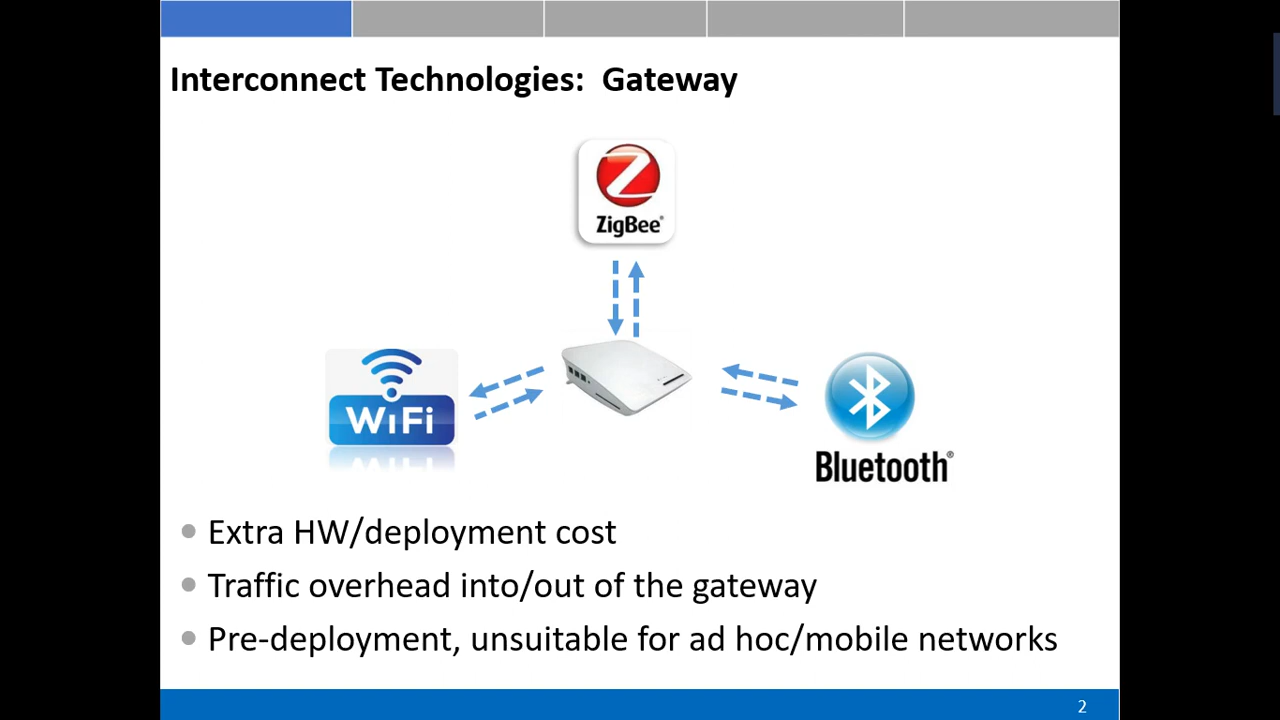 Interconnect Technologies: Gateway
Z
ZigBee®
WiFi
Bluetooth®
Extra HW/deployment cost
Traffic overhead into/out of the gateway
Pre-deployment, unsuitable for ad hoc/mobile networks
2